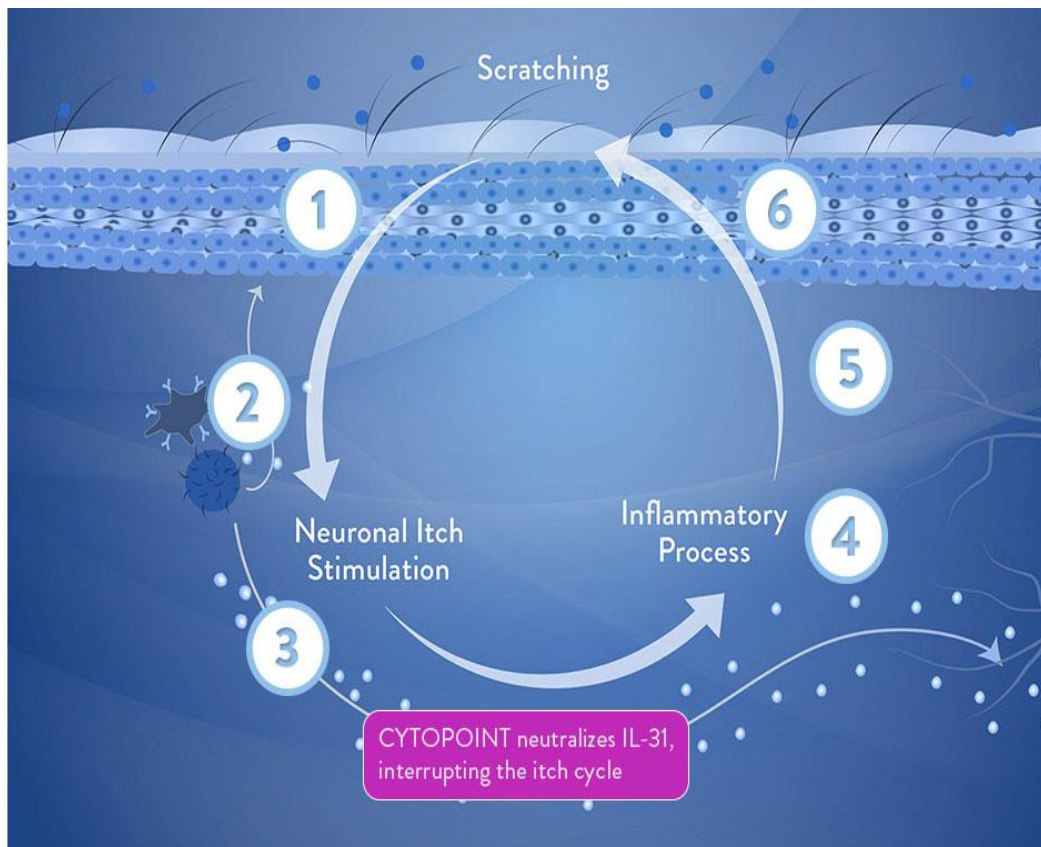 Scratching
1
6
2
5
Neuronal Itch
Stimulation
Inflammatory
Process
4
3
CYTOPOINT neutralizes IL-31,
interrupting the itch cycle